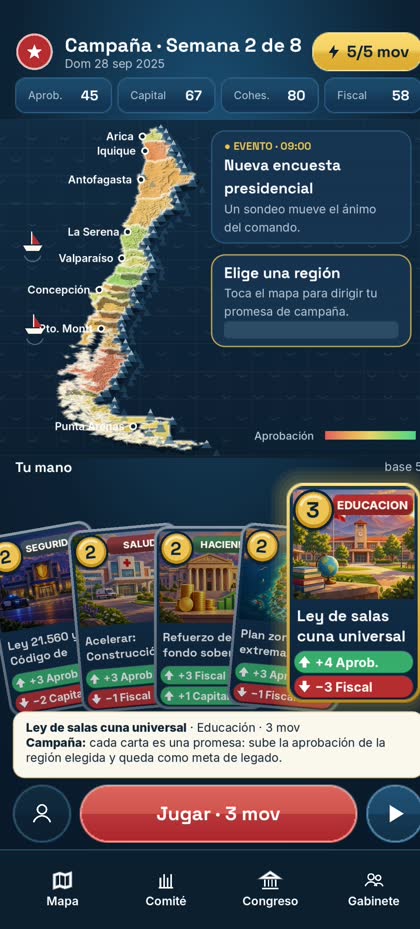 Campaña · Semana 2 de 8
Dom 28 sep 2025
5/5 mov
Aprob. 45
Capital 67
Cohes. 80
Fiscal 58
Arica
Iquique
Antofagasta
La Serena
Valparaíso
Concepción
Pto. Montt
Punta Arenas
• EVENTO · 09:00
Nueva encuesta
presidencial
Un sondeo mueve el ánimo
del comando.
Elige una región
Toca el mapa para dirigir tu
promesa de campaña.
Aprobación
Tu mano
base 5
2 SEGURID
Ley 21.560 y
Código de
+3 Aprob
−2 Capita
2 SALUD
Acelerar:
Construcció
+3 Aprob
−1 Fiscal
2 HACIEN
Refuerzo de
fondo sober
+3 Fiscal
+1 Capita
2
Plan zon
extrema
+3 Apr
−1 Fisc
3 EDUCACION
Ley de salas
cuna universal
+4 Aprob.
−3 Fiscal
Ley de salas cuna universal · Educación · 3 mov
Campaña: cada carta es una promesa: sube la aprobación de la
región elegida y queda como meta de legado.
Jugar · 3 mov
Mapa
Comité
Congreso
Gabinete